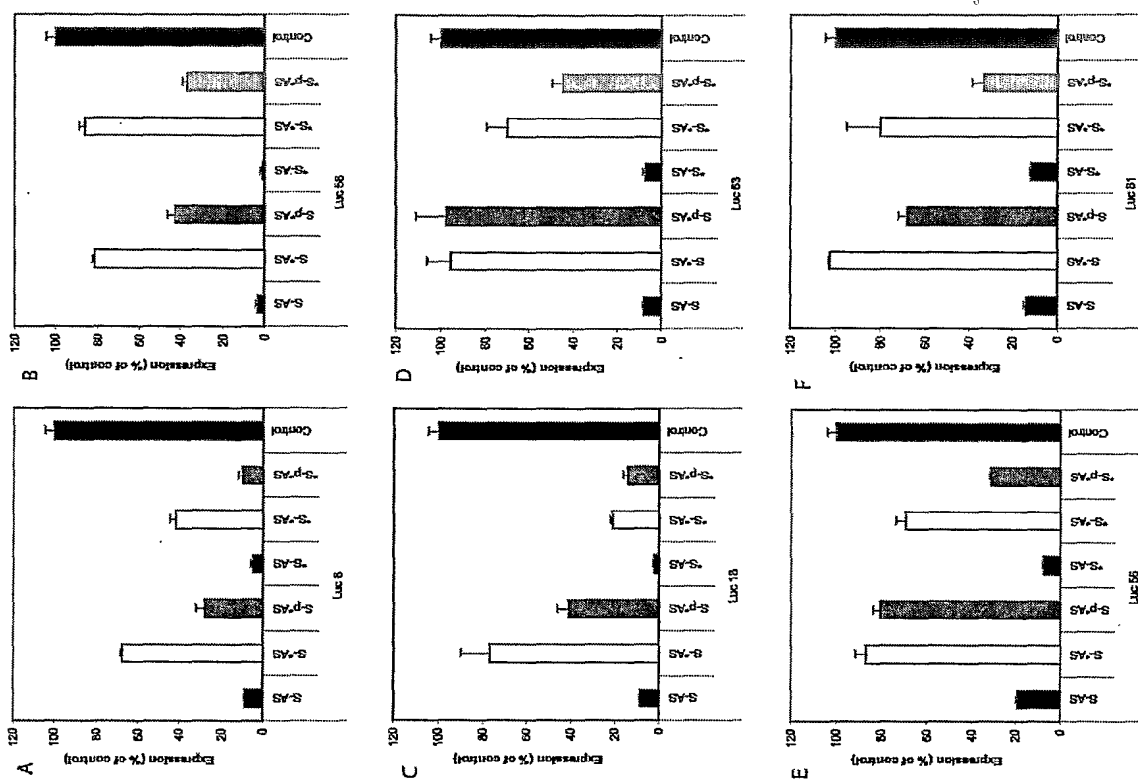 A
Expression (% of control)
120
100
80
60
40
20
0
S-AS
S-*AS
S-p*AS
*S-AS
*S-*AS
*S-p*AS
Control
Luc 8
B
Expression (% of control)
120
100
80
60
40
20
0
S-AS
S-*AS
S-p*AS
*S-AS
*S-*AS
*S-p*AS
Control
C
Expression (% of control)
120
100
80
60
40
20
0
S-AS
S-*AS
S-p*AS
*S-AS
*S-*AS
*S-p*AS
Control
Luc 18
D
Expression (% of control)
120
100
80
60
40
20
0
S-AS
S-*AS
S-p*AS
*S-AS
*S-*AS
*S-p*AS
Control
Luc 63
E
Expression (% of control)
120
100
80
60
40
20
0
S-AS
S-*AS
S-p*AS
*S-AS
*S-*AS
*S-p*AS
Control
F
Expression (% of control)
120
100
80
60
40
20
0
S-AS
S-*AS
S-p*AS
*S-AS
*S-*AS
*S-p*AS
Control
Luc 81